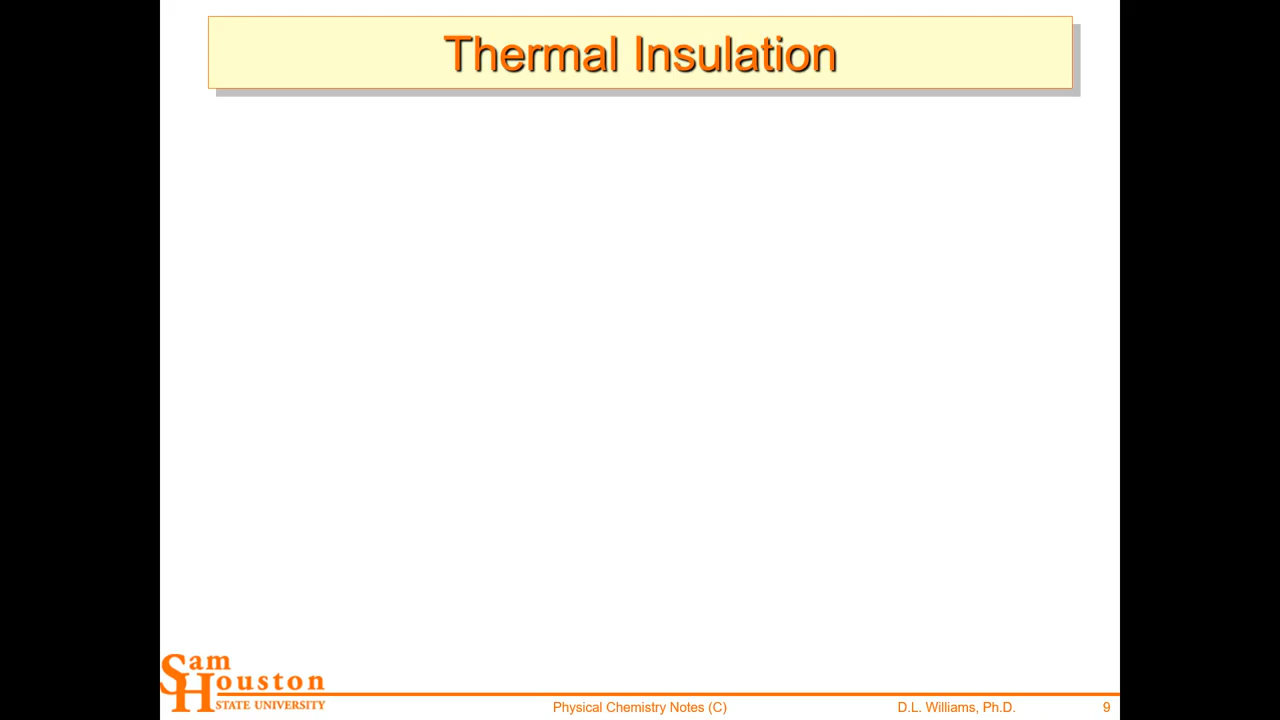 Thermal Insulation
Sam
Houston
STATE UNIVERSITY
Physical Chemistry Notes (C)
D.L. Williams, Ph.D.
9